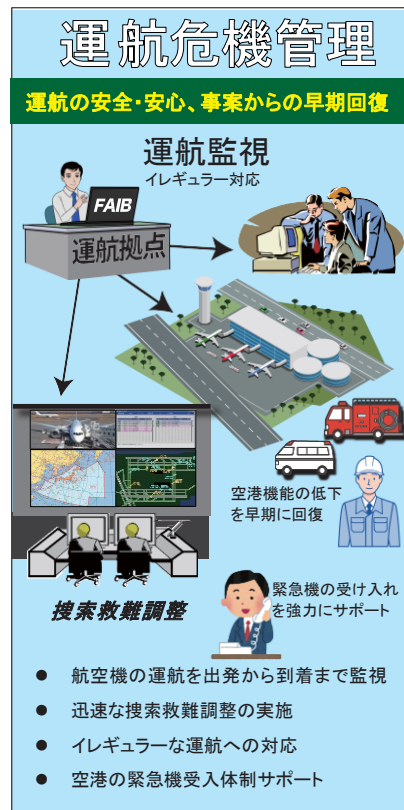 運航危機管理
運航の安全・安心、事案からの早期回復
運航監視
イレギュラー対応
FAIB
運航拠点
空港機能の低下
を早期に回復
緊急機の受け入れ
を強力にサポート
捜索救難調整
● 航空機の運航を出発から到着まで監視
● 迅速な捜索救難調整の実施
● イレギュラーな運航への対応
● 空港の緊急機受入体制サポート